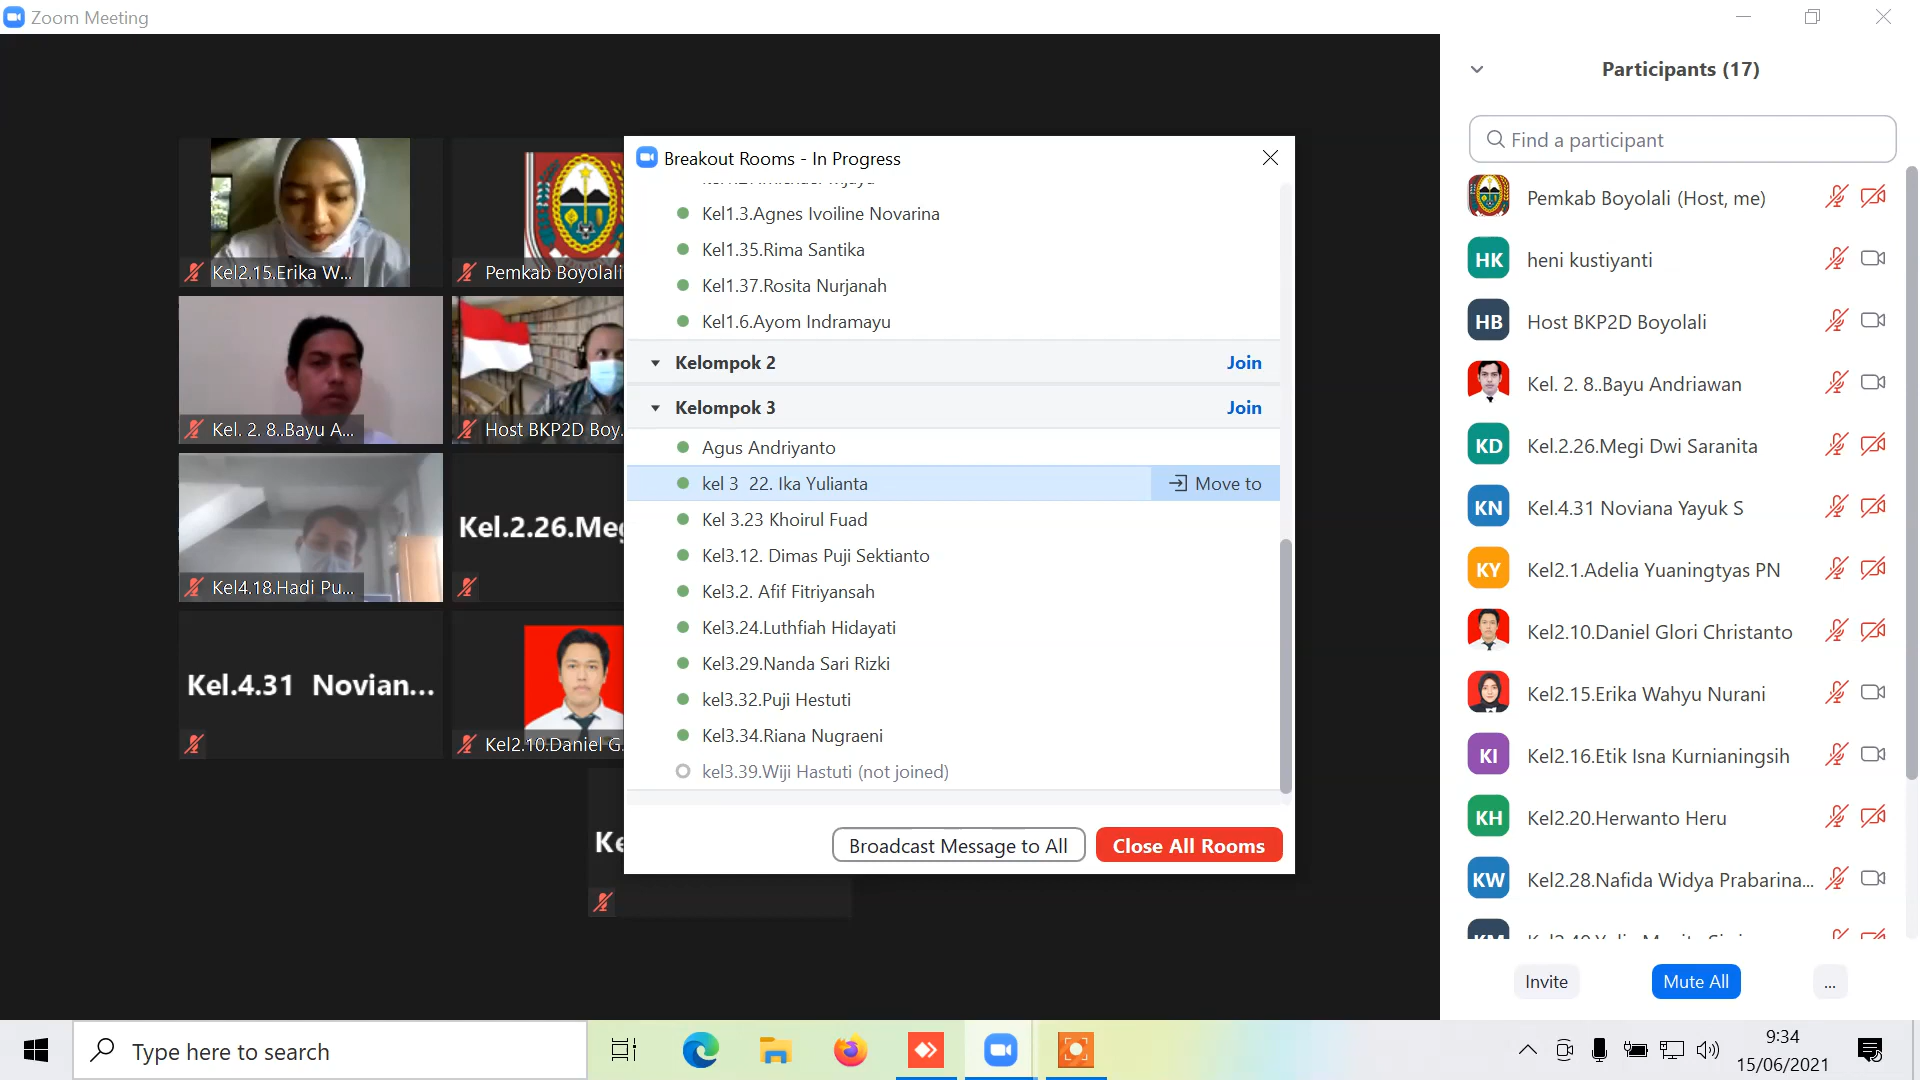 Zoom Meeting
Kel2.15.Erika W...
Pemkab Boyolali
Kel. 2. 8..Bayu A...
Host BKP2D Boy.
Kel4.18.Hadi Pu...
Kel.2.26.Meg
Kel.4.31 Novian...
Kel2.10.Daniel G.
Ke
Breakout Rooms - In Progress
Kel1.3.Agnes Ivoiline Novarina
Kel1.35.Rima Santika
Kel1.37.Rosita Nurjanah
Kel1.6.Ayom Indramayu
Kelompok 2 Join
Kelompok 3 Join
Agus Andriyanto
kel 3 22. Ika Yulianta Move to
Kel 3.23 Khoirul Fuad
Kel3.12. Dimas Puji Sektianto
Kel3.2. Afif Fitriyansah
Kel3.24.Luthfiah Hidayati
Kel3.29.Nanda Sari Rizki
kel3.32.Puji Hestuti
Kel3.34.Riana Nugraeni
kel3.39.Wiji Hastuti (not joined)
Broadcast Message to All
Close All Rooms
Participants (17)
Find a participant
Pemkab Boyolali (Host, me)
HK heni kustiyanti
HB Host BKP2D Boyolali
Kel. 2. 8..Bayu Andriawan
KD Kel.2.26.Megi Dwi Saranita
KN Kel.4.31 Noviana Yayuk S
KY Kel2.1.Adelia Yuaningtyas PN
Kel2.10.Daniel Glori Christanto
Kel2.15.Erika Wahyu Nurani
KI Kel2.16.Etik Isna Kurnianingsih
KH Kel2.20.Herwanto Heru
KW Kel2.28.Nafida Widya Prabarina...
Invite
Mute All
...
Type here to search
9:34
15/06/2021